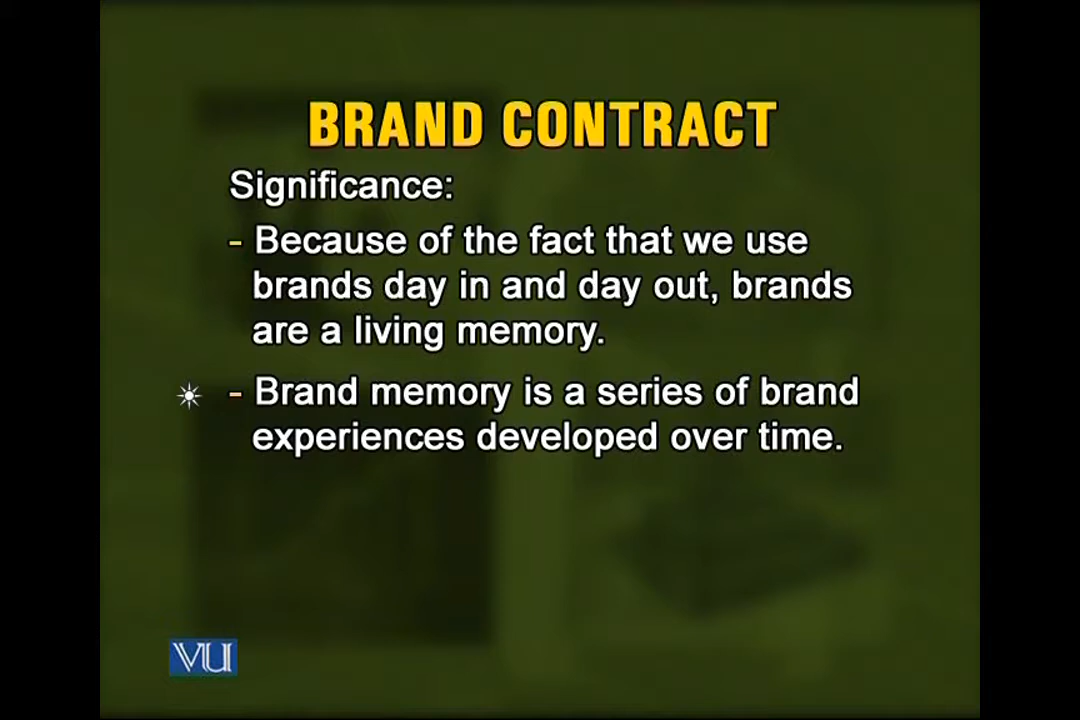 BRAND CONTRACT
Significance:
- Because of the fact that we use
brands day in and day out, brands
are a living memory.
- Brand memory is a series of brand
experiences developed over time.
VU